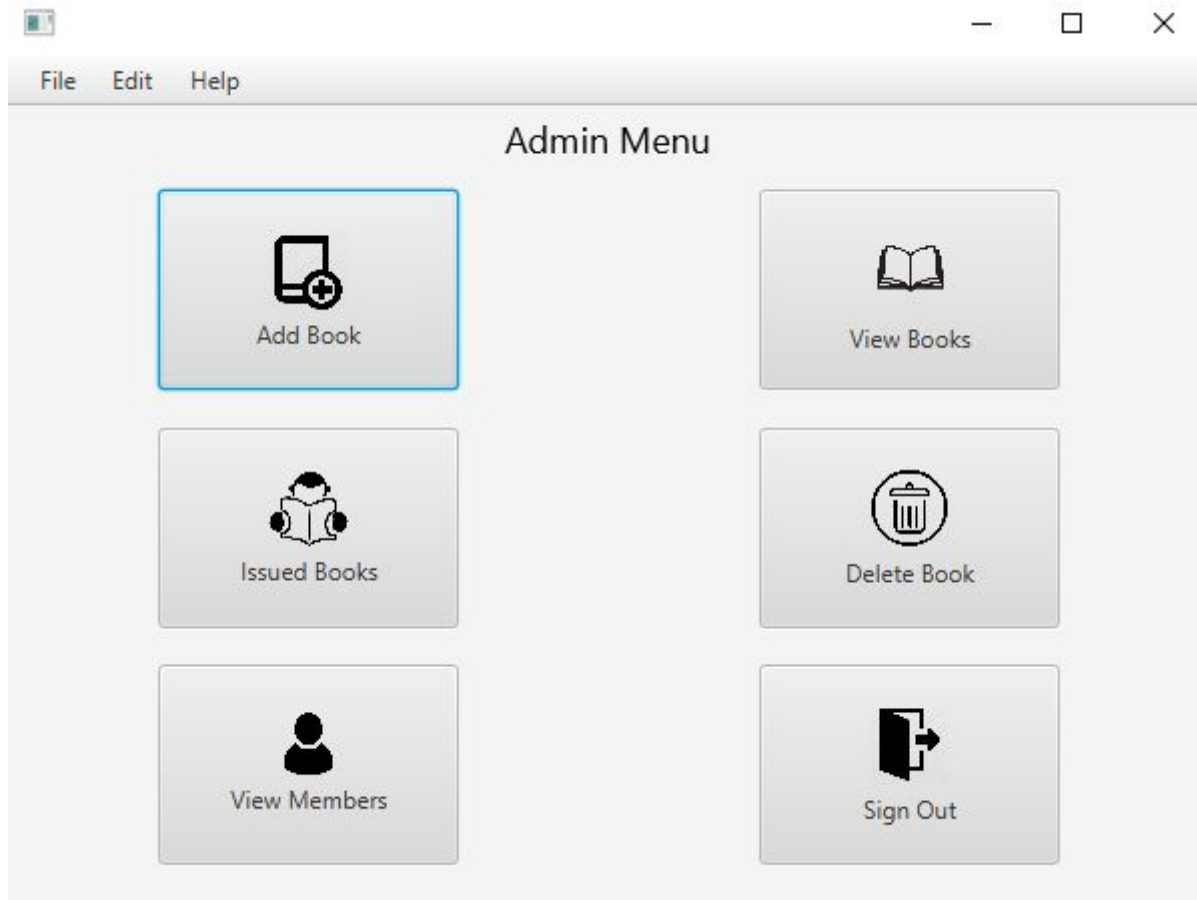 File Edit Help
Admin Menu
Add Book
View Books
Issued Books
Delete Book
View Members
Sign Out